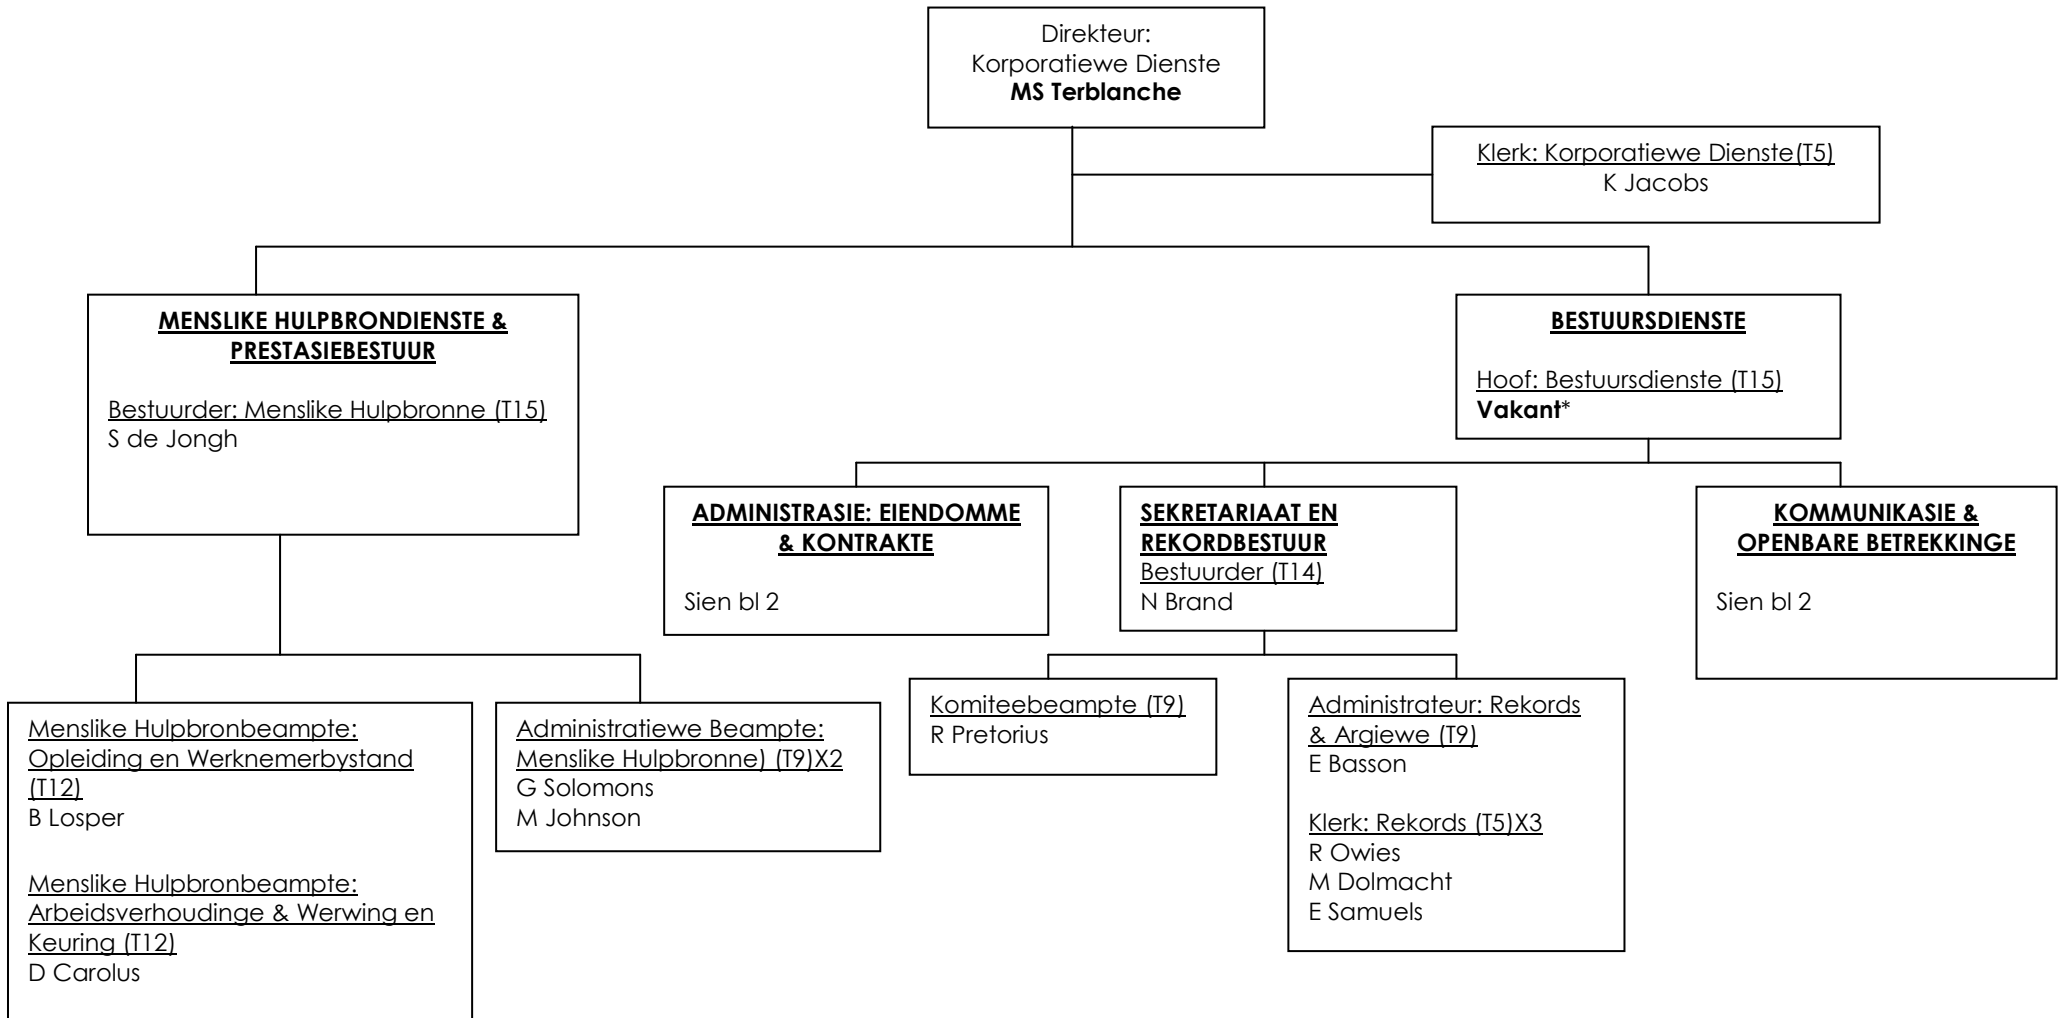 Direkteur:
Korporatiewe Dienste
MS Terblanche
Klerk: Korporatiewe Dienste(T5)
K Jacobs
MENSLIKE HULPBRONDIENSTE &
PRESTASIEBESTUUR
Bestuurder: Menslike Hulpbronne (T15)
S de Jongh
BESTUURSDIENSTE
Hoof: Bestuursdienste (T15)
Vakant*
ADMINISTRASIE: EIENDOMME
& KONTRAKTE
Sien bl 2
SEKRETARIAAT EN
REKORDBESTUUR
Bestuurder (T14)
N Brand
KOMMUNIKASIE &
OPENBARE BETREKKINGE
Sien bl 2
Menslike Hulpbronbeampte:
Opleiding en Werknemerbystand
(T12)
B Losper
Menslike Hulpbronbeampte:
Arbeidsverhoudinge & Werwing en
Keuring (T12)
D Carolus
Administratiewe Beampte:
Menslike Hulpbronne) (T9)X2
G Solomons
M Johnson
Komiteebeampte (T9)
R Pretorius
Administrateur: Rekords
& Argiewe (T9)
E Basson
Klerk: Rekords (T5)X3
R Owies
M Dolmacht
E Samuels